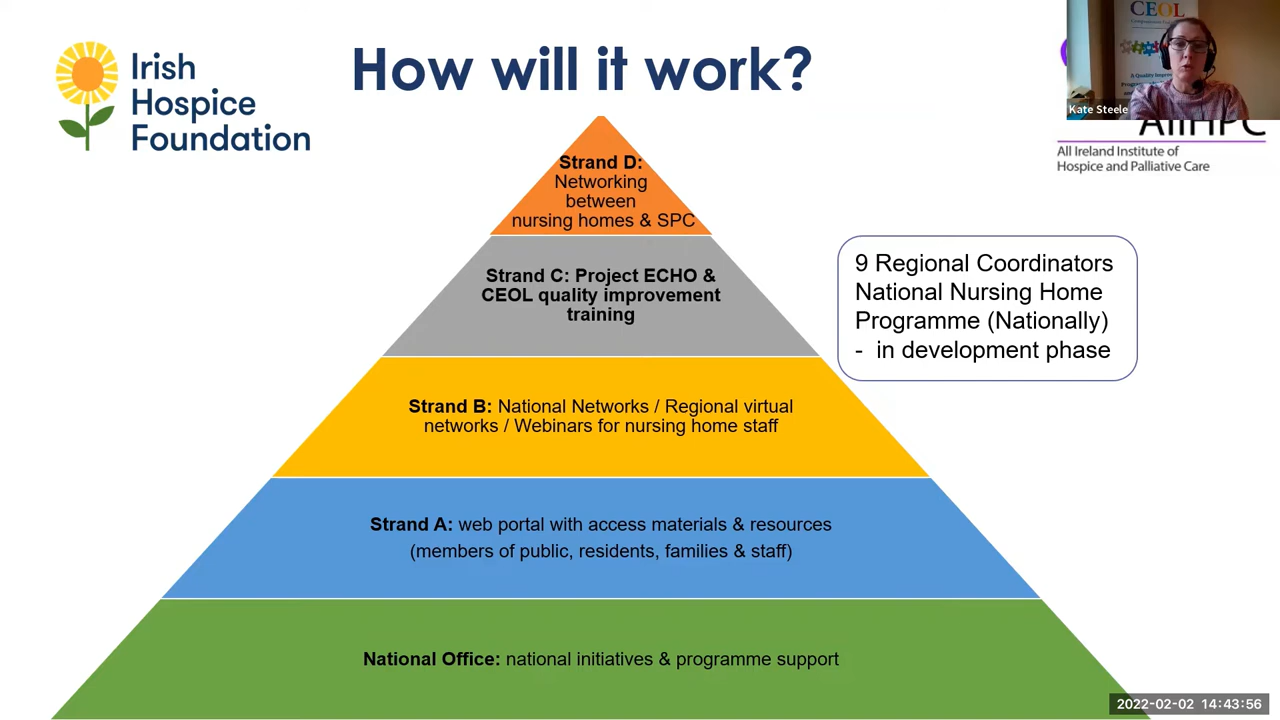 Irish
Hospice
Foundation
How will it work?
CEOL
Kate Steele
All Ireland Institute of
Hospice and Palliative Care
Strand D:
Networking
between
nursing homes & SPC
Strand C: Project ECHO &
CEOL quality improvement
training
9 Regional Coordinators
National Nursing Home
Programme (Nationally)
- in development phase
Strand B: National Networks / Regional virtual
networks / Webinars for nursing home staff
Strand A: web portal with access materials & resources
(members of public, residents, families & staff)
National Office: national initiatives & programme support
2022-02-02 14:43:56